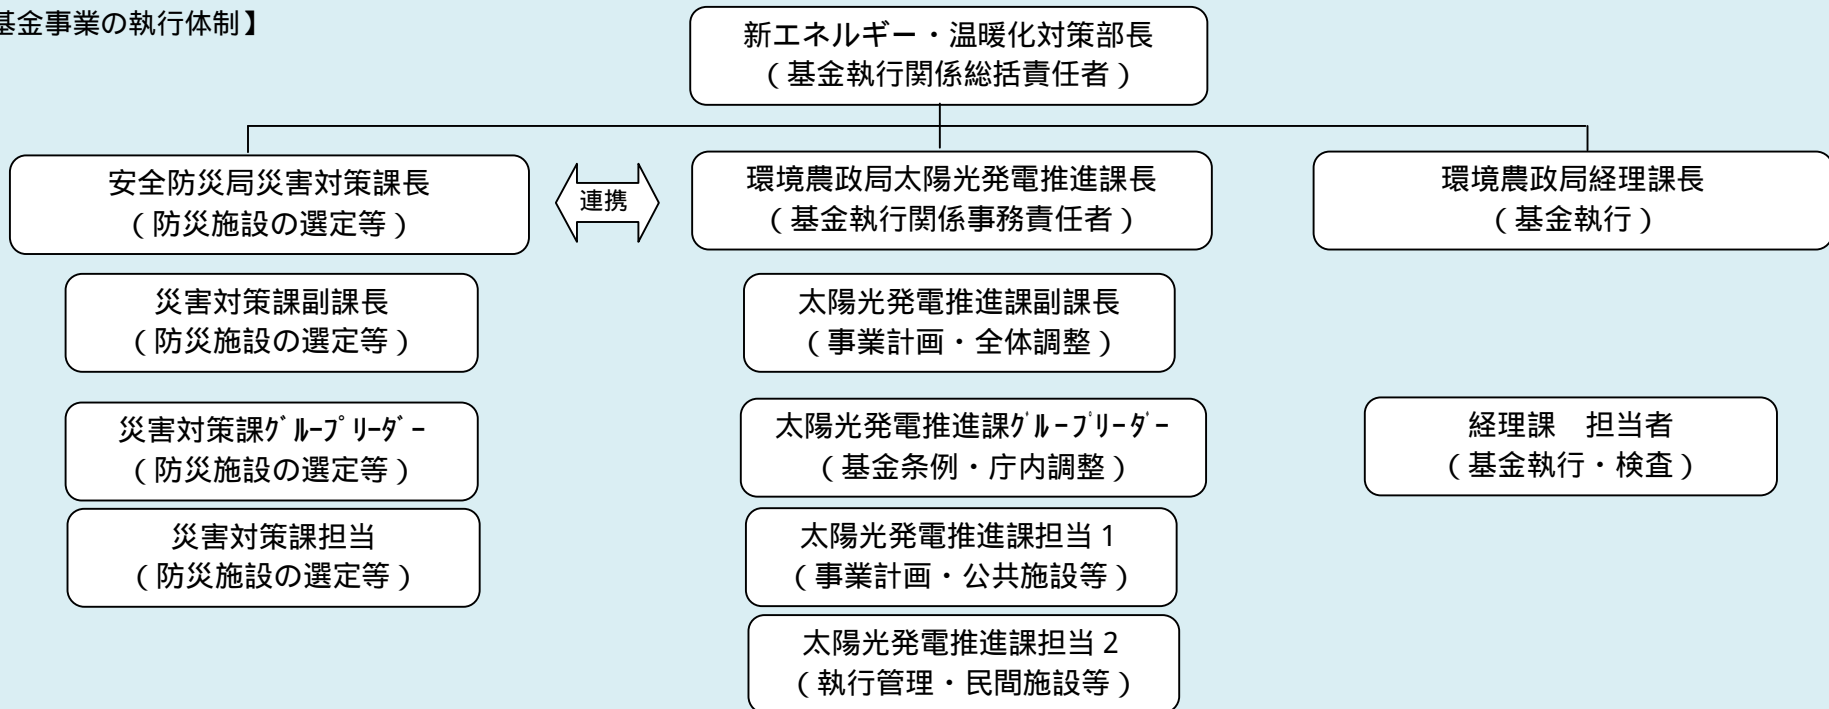 基金事業の執行体制】
新エネルギー・温暖化対策部長
（基金執行関係総括責任者）
安全防災局災害対策課長
（防災施設の選定等）
連携
環境農政局太陽光発電推進課長
（基金執行関係事務責任者）
環境農政局経理課長
（基金執行）
災害対策課副課長
（防災施設の選定等）
太陽光発電推進課副課長
（事業計画・全体調整）
災害対策課ｸﾞﾙｰﾌﾟﾘｰﾀﾞｰ
（防災施設の選定等）
太陽光発電推進課ｸﾞﾙｰﾌﾟﾘｰﾀﾞｰ
（基金条例・庁内調整）
経理課　担当者
（基金執行・検査）
災害対策課担当
（防災施設の選定等）
太陽光発電推進課担当１
（事業計画・公共施設等）
太陽光発電推進課担当２
（執行管理・民間施設等）